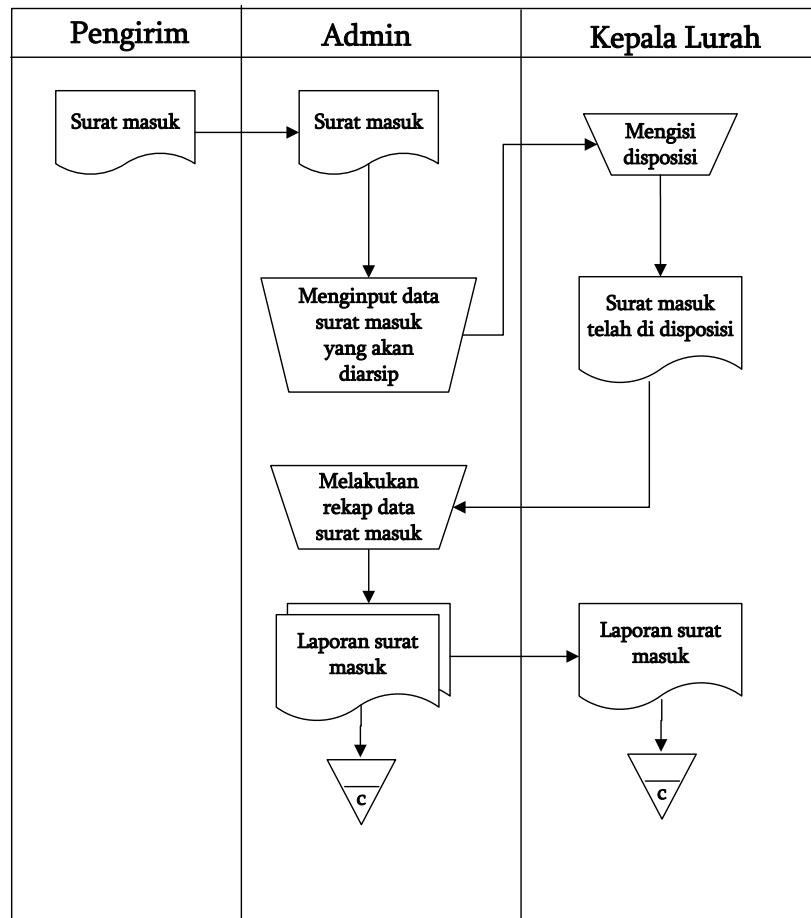 Pengirim
Admin
Kepala Lurah
Surat masuk
Surat masuk
Mengisi
disposisi
Menginput data
surat masuk
yang akan
diarsip
Surat masuk
telah di disposisi
Melakukan
rekap data
surat masuk
Laporan surat
masuk
Laporan surat
masuk
c
c